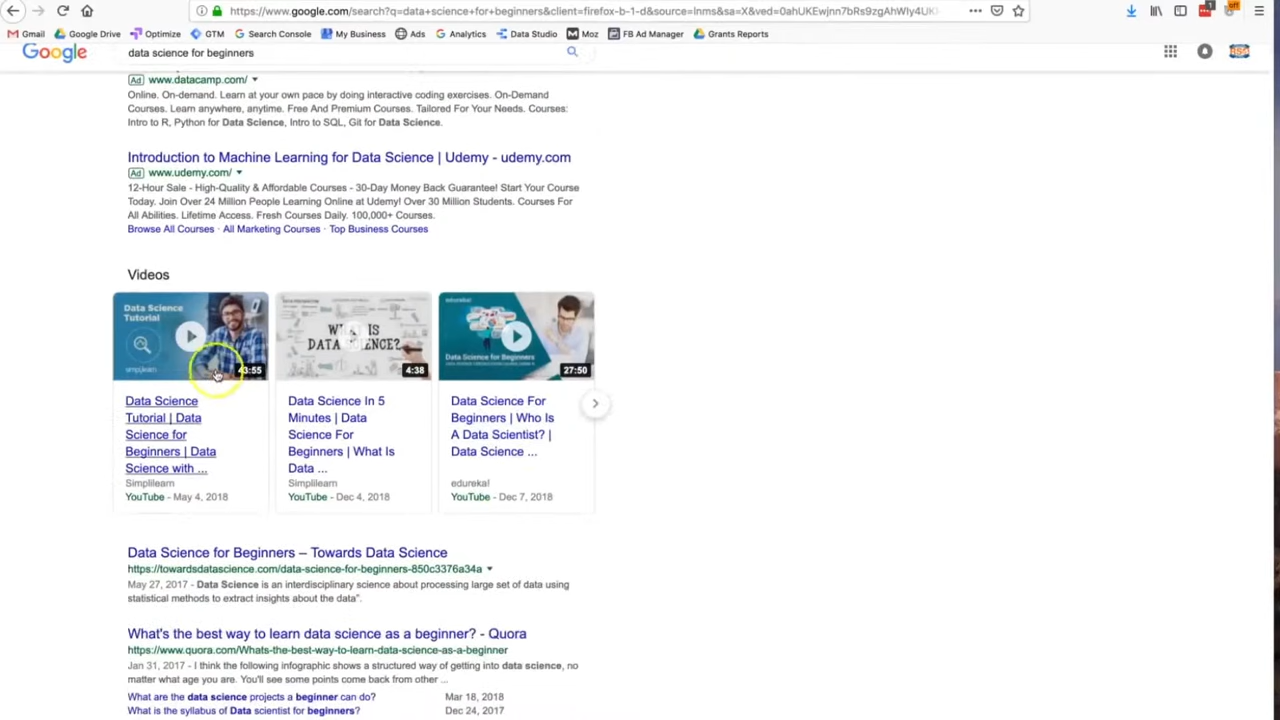 https://www.google.com/search?q=data+science+for+beginners&client=firefox-b-1-d&source=lnms&sa=X&ved=0ahUKEwjnn7bRs9zgAhWIy4UK
1
off
Gmail Google Drive Optimize GTM Search Console My Business Ads Analytics Data Studio Moz FB Ad Manager Grants Reports
Google data science for beginners
Ad www.datacamp.com/
Online. On-demand. Learn at your own pace by doing interactive coding exercises. On-Demand
Courses. Learn anywhere, anytime. Free And Premium Courses. Tailored For Your Needs. Courses:
Intro to R, Python for Data Science, Intro to SQL, Git for Data Science.
Introduction to Machine Learning for Data Science | Udemy - udemy.com
Ad www.udemy.com/
12-Hour Sale - High-Quality & Affordable Courses - 30-Day Money Back Guarantee! Start Your Course
Today. Join Over 24 Million People Learning Online at Udemy! Over 30 Million Students. Courses For
All Abilities. Lifetime Access. Fresh Courses Daily. 100,000+ Courses.
Browse All Courses · All Marketing Courses · Top Business Courses
Videos
Data Science
Tutorial
simplilearn
43:55
Data Science
Tutorial | Data
Science for
Beginners | Data
Science with ...
Simplilearn
YouTube - May 4, 2018
WHAT IS
DATA SCIENCE?
4:38
Data Science In 5
Minutes | Data
Science For
Beginners | What Is
Data ...
Simplilearn
YouTube - Dec 4, 2018
edureka!
Data Science for Beginners
27:50
Data Science For
Beginners | Who Is
A Data Scientist? |
Data Science ...
edureka!
YouTube - Dec 7, 2018
Data Science for Beginners – Towards Data Science
https://towardsdatascience.com/data-science-for-beginners-850c3376a34a
May 27, 2017 - Data Science is an interdisciplinary science about processing large set of data using
statistical methods to extract insights about the data".
What's the best way to learn data science as a beginner? - Quora
https://www.quora.com/Whats-the-best-way-to-learn-data-science-as-a-beginner
Jan 31, 2017 - I think the following infographic shows a structured way of getting into data science, no
matter what age you are. You'll see some points come back from other ...
What are the data science projects a beginner can do? Mar 18, 2018
What is the syllabus of Data scientist for beginners? Dec 24, 2017